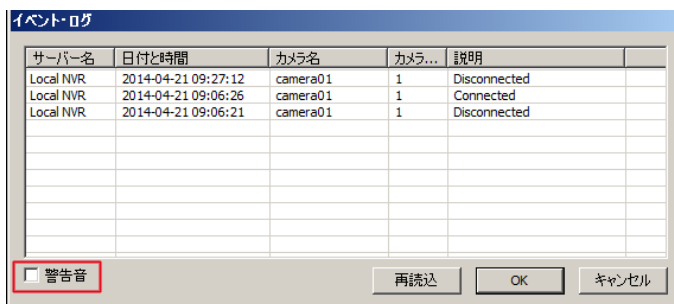 イベント・ログ
サーバー名 日付と時間 カメラ名 カメラ... 説明
Local NVR 2014-04-21 09:27:12 camera01 1 Disconnected
Local NVR 2014-04-21 09:06:26 camera01 1 Connected
Local NVR 2014-04-21 09:06:21 camera01 1 Disconnected
警告音 再読込 OK キャンセル